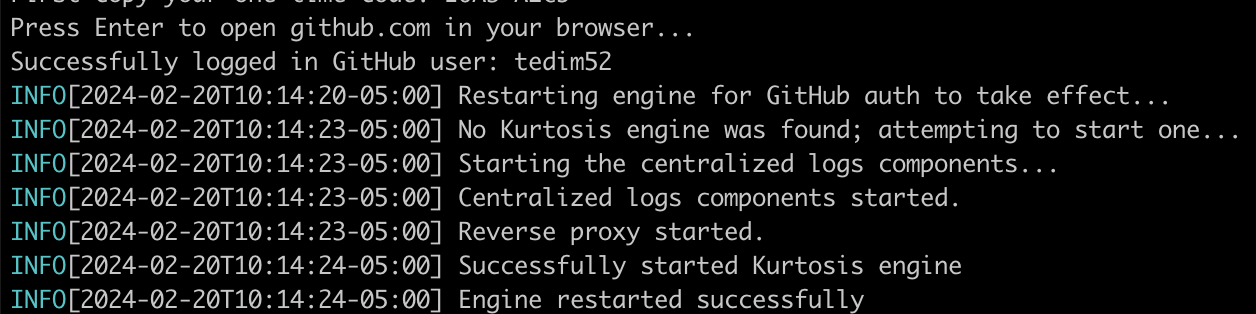 Press Enter to open github.com in your browser...
Successfully logged in GitHub user: tedim52
INFO[2024-02-20T10:14:20-05:00] Restarting engine for GitHub auth to take effect...
INFO[2024-02-20T10:14:23-05:00] No Kurtosis engine was found; attempting to start one...
INFO[2024-02-20T10:14:23-05:00] Starting the centralized logs components...
INFO[2024-02-20T10:14:23-05:00] Centralized logs components started.
INFO[2024-02-20T10:14:23-05:00] Reverse proxy started.
INFO[2024-02-20T10:14:24-05:00] Successfully started Kurtosis engine
INFO[2024-02-20T10:14:24-05:00] Engine restarted successfully